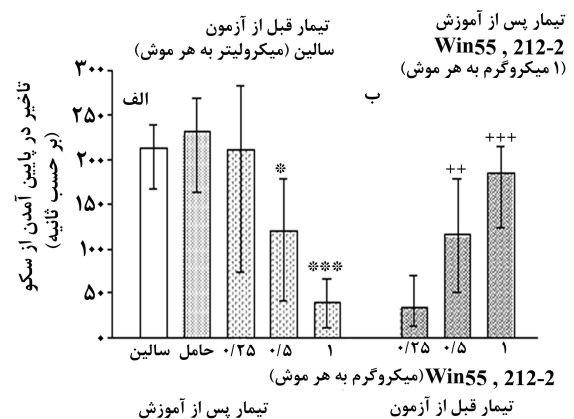 تیمار قبل از آزمون
سالین (میکرولیتر به هر موش)
تیمار پس از آموزش
Win55 , 212-2
(۱ میکروگرم به هر موش)
الف
ب
تاخیر در پایین آمدن از سکو
(بر حسب ثانیه)
۳۰۰
۲۵۰
۲۰۰
۱۵۰
۱۰۰
۵۰
۰
*
***
++
+++
سالین حامل ۰/۲۵ ۰/۵ ۱ ۰/۲۵ ۰/۵ ۱
Win55 , 212-2 (میکروگرم به هر موش)
تیمار پس از آموزش
تیمار قبل از آزمون